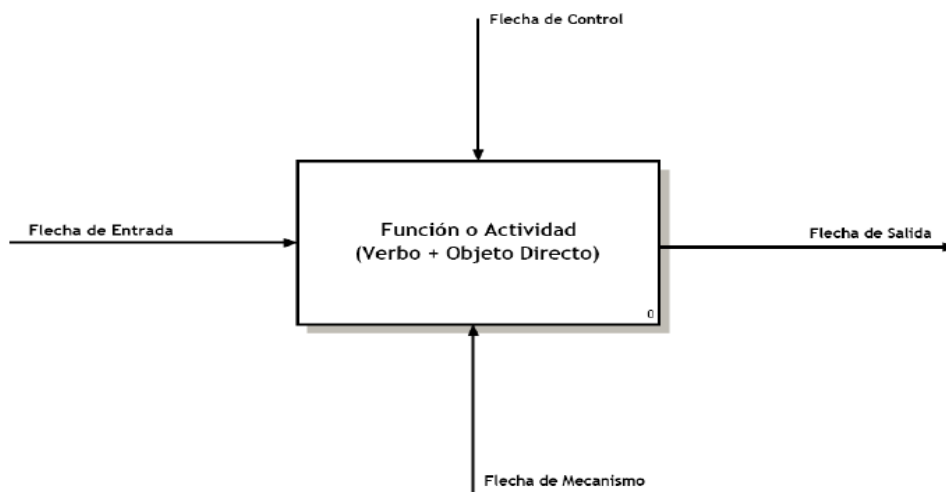 Flecha de Control
Flecha de Entrada
Función o Actividad
(Verbo + Objeto Directo)
Flecha de Salida
0
Flecha de Mecanismo